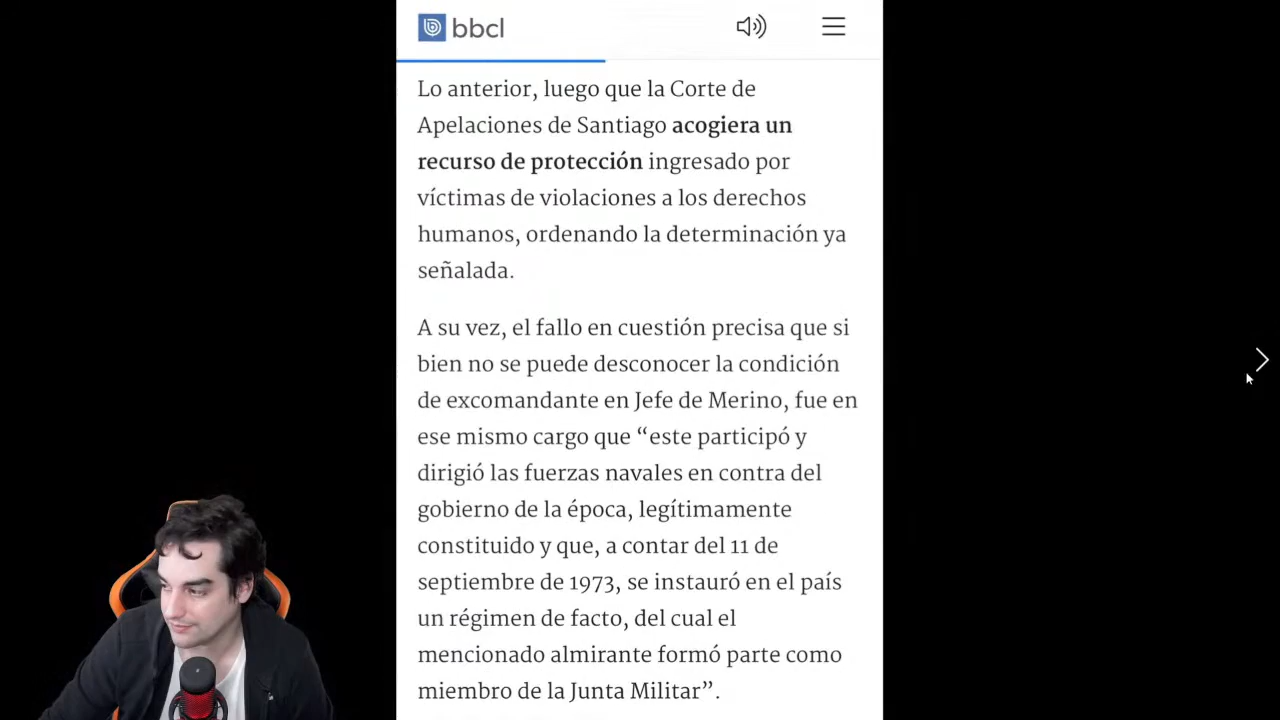 bbcl
Lo anterior, luego que la Corte de
Apelaciones de Santiago acogiera un
recurso de protección ingresado por
víctimas de violaciones a los derechos
humanos, ordenando la determinación ya
señalada.
A su vez, el fallo en cuestión precisa que si
bien no se puede desconocer la condición
de excomandante en Jefe de Merino, fue en
ese mismo cargo que “este participó y
dirigió las fuerzas navales en contra del
gobierno de la época, legítimamente
constituido y que, a contar del 11 de
septiembre de 1973, se instauró en el país
un régimen de facto, del cual el
mencionado almirante formó parte como
miembro de la Junta Militar”.